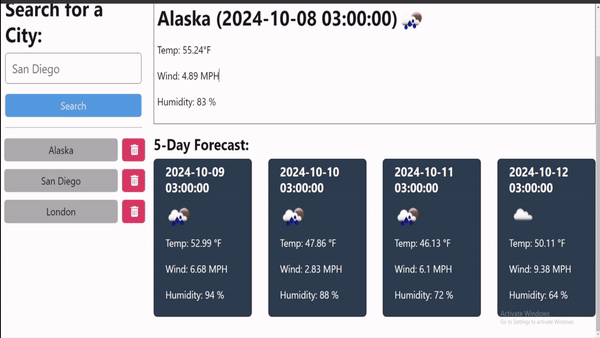 Search for a
City:
San Diego
Search
Alaska
San Diego
London
Alaska (2024-10-08 03:00:00)
Temp: 55.24°F
Wind: 4.89 MPH
Humidity: 83 %
5-Day Forecast:
2024-10-09
03:00:00
Temp: 52.99 °F
Wind: 6.68 MPH
Humidity: 94 %
2024-10-10
03:00:00
Temp: 47.86 °F
Wind: 2.83 MPH
Humidity: 88 %
2024-10-11
03:00:00
Temp: 46.13 °F
Wind: 6.1 MPH
Humidity: 72 %
2024-10-12
03:00:00
Temp: 50.11 °F
Wind: 9.38 MPH
Humidity: 64 %
Activate Windows
Go to Settings to activate Windows.